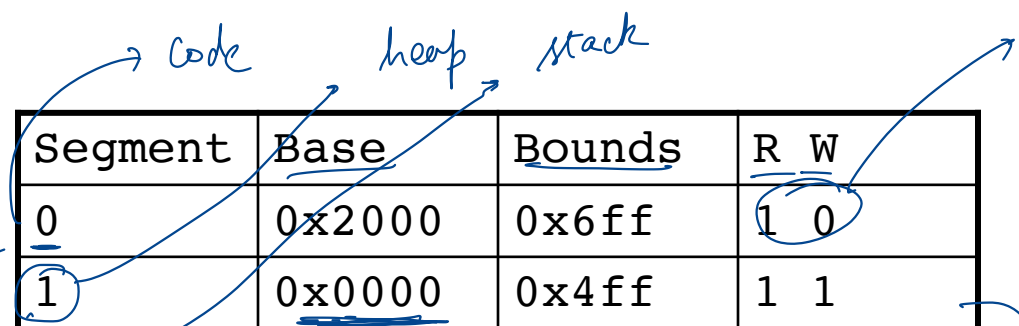 code heap stack
Segment Base Bounds R W
0 0x2000 0x6ff 1 0
1 0x0000 0x4ff 1 1